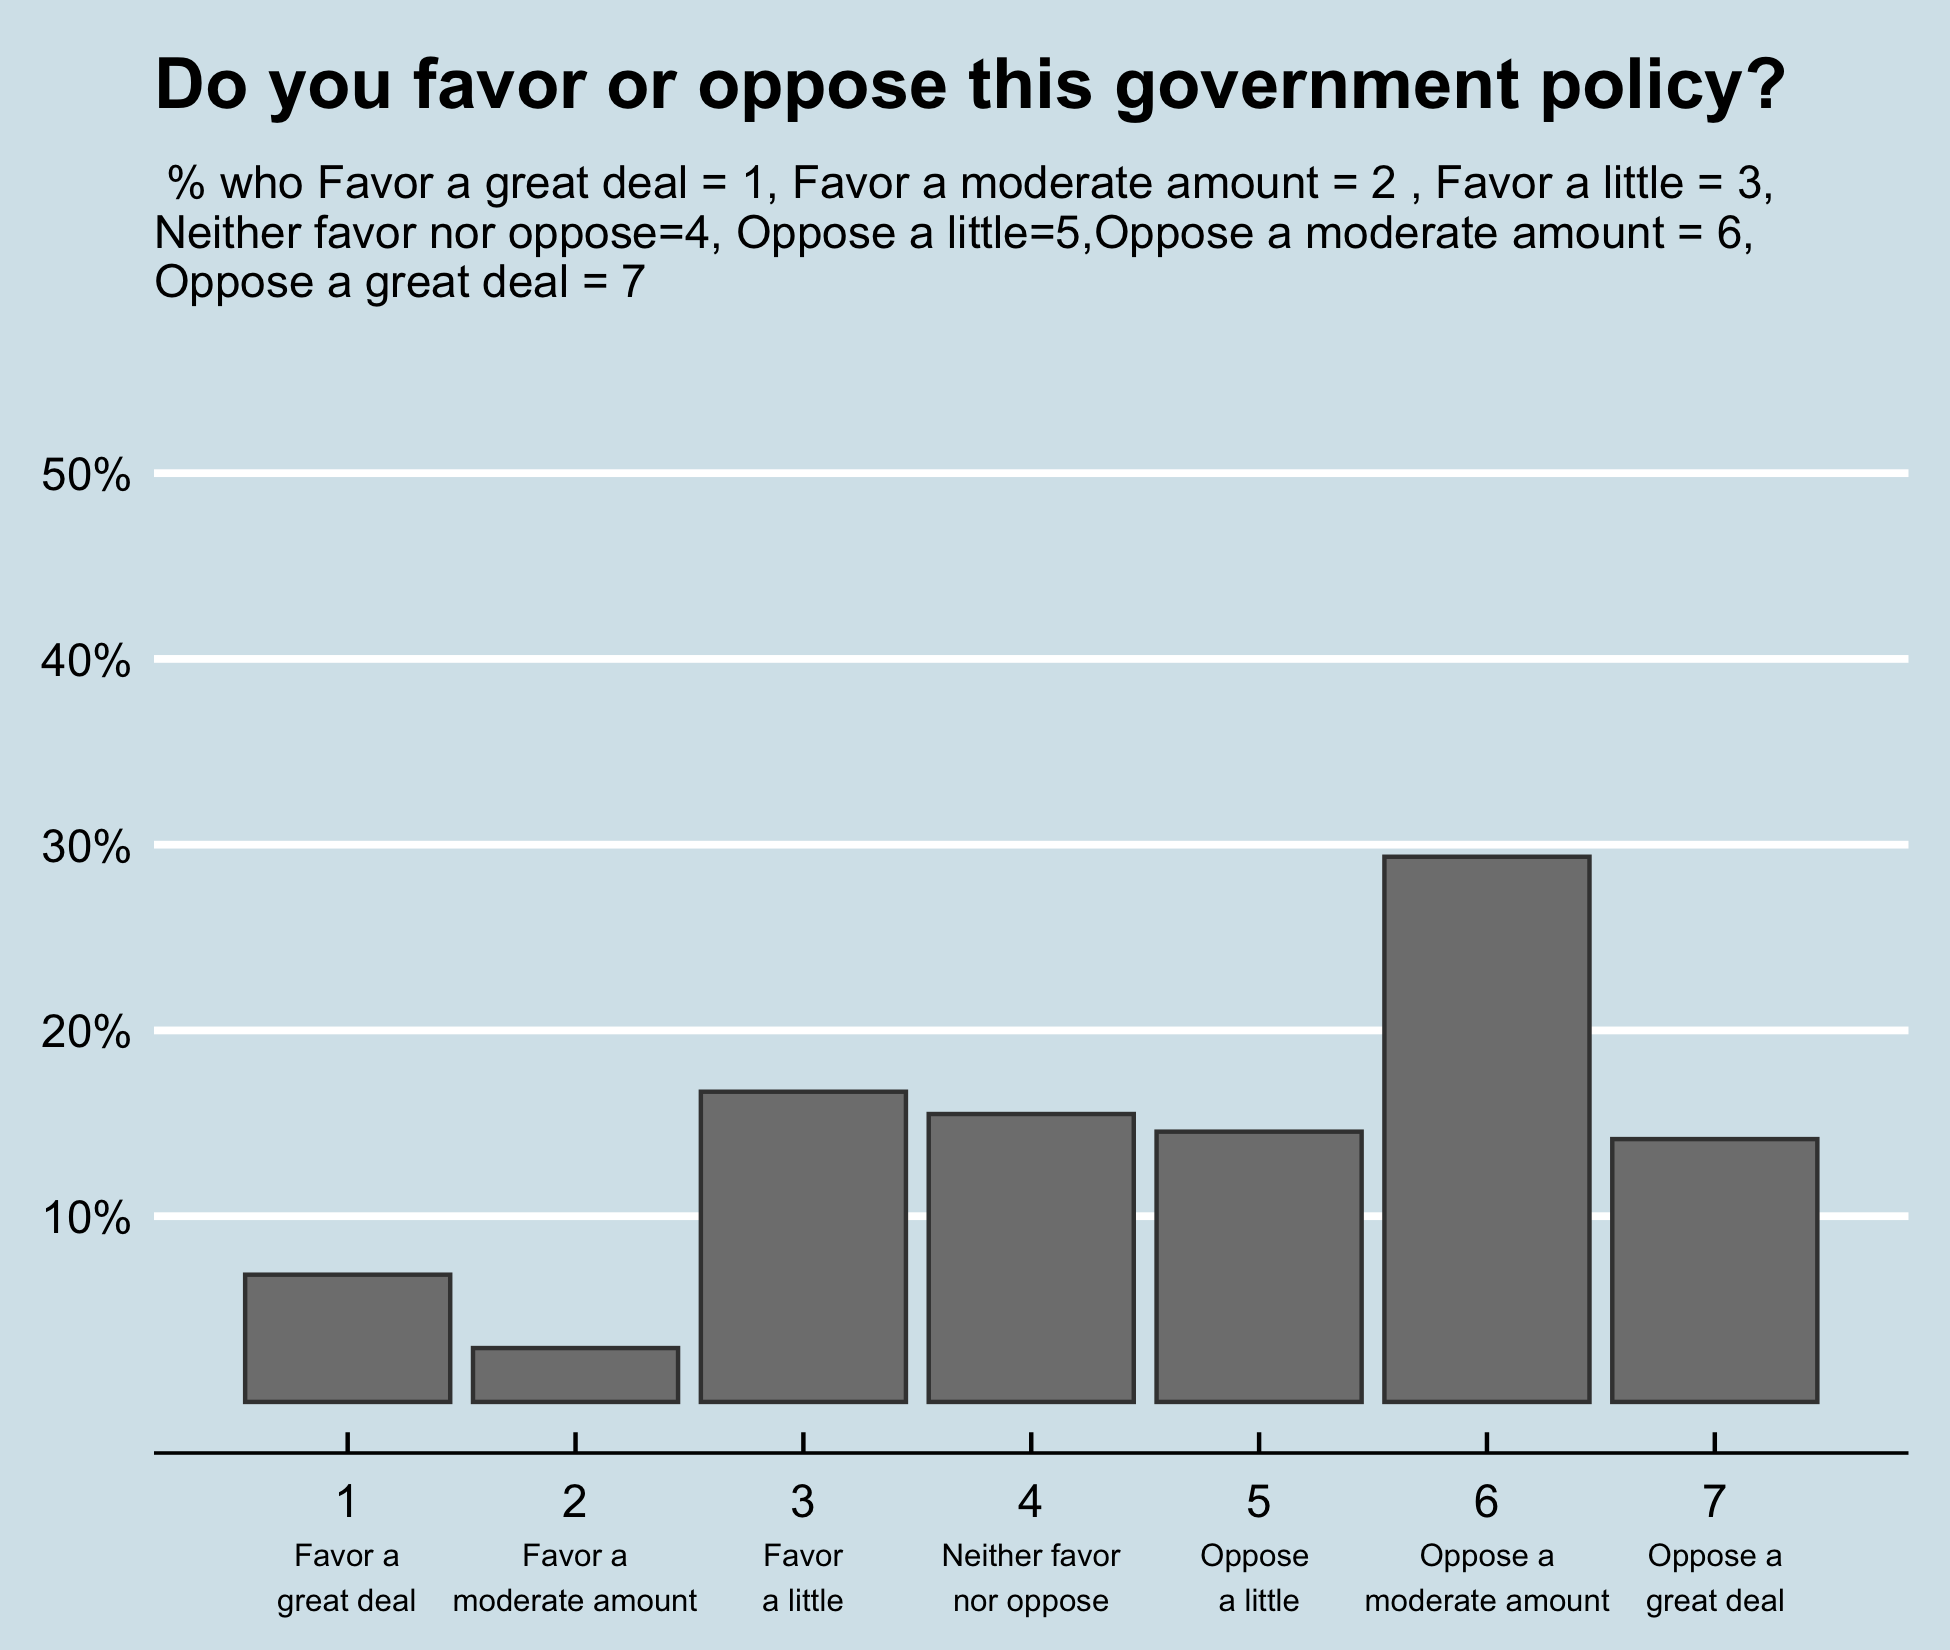 Do you favor or oppose this government policy?
% who Favor a great deal = 1, Favor a moderate amount = 2 , Favor a little = 3,
Neither favor nor oppose=4, Oppose a little=5,Oppose a moderate amount = 6,
Oppose a great deal = 7
50%
40%
30%
20%
10%
1 2 3 4 5 6 7
Favor a Favor a Favor Neither favor Oppose Oppose a Oppose a
great deal moderate amount a little nor oppose a little moderate amount great deal